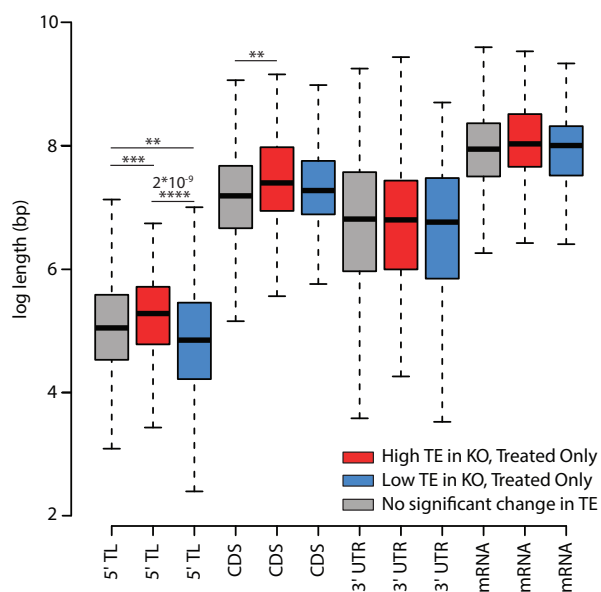 10
8
6
4
2
log length (bp)
**
**
***
2*10-9
****
High TE in KO, Treated Only
Low TE in KO, Treated Only
No significant change in TE
5' TL
5' TL
5' TL
CDS
CDS
CDS
3' UTR
3' UTR
3' UTR
mRNA
mRNA
mRNA